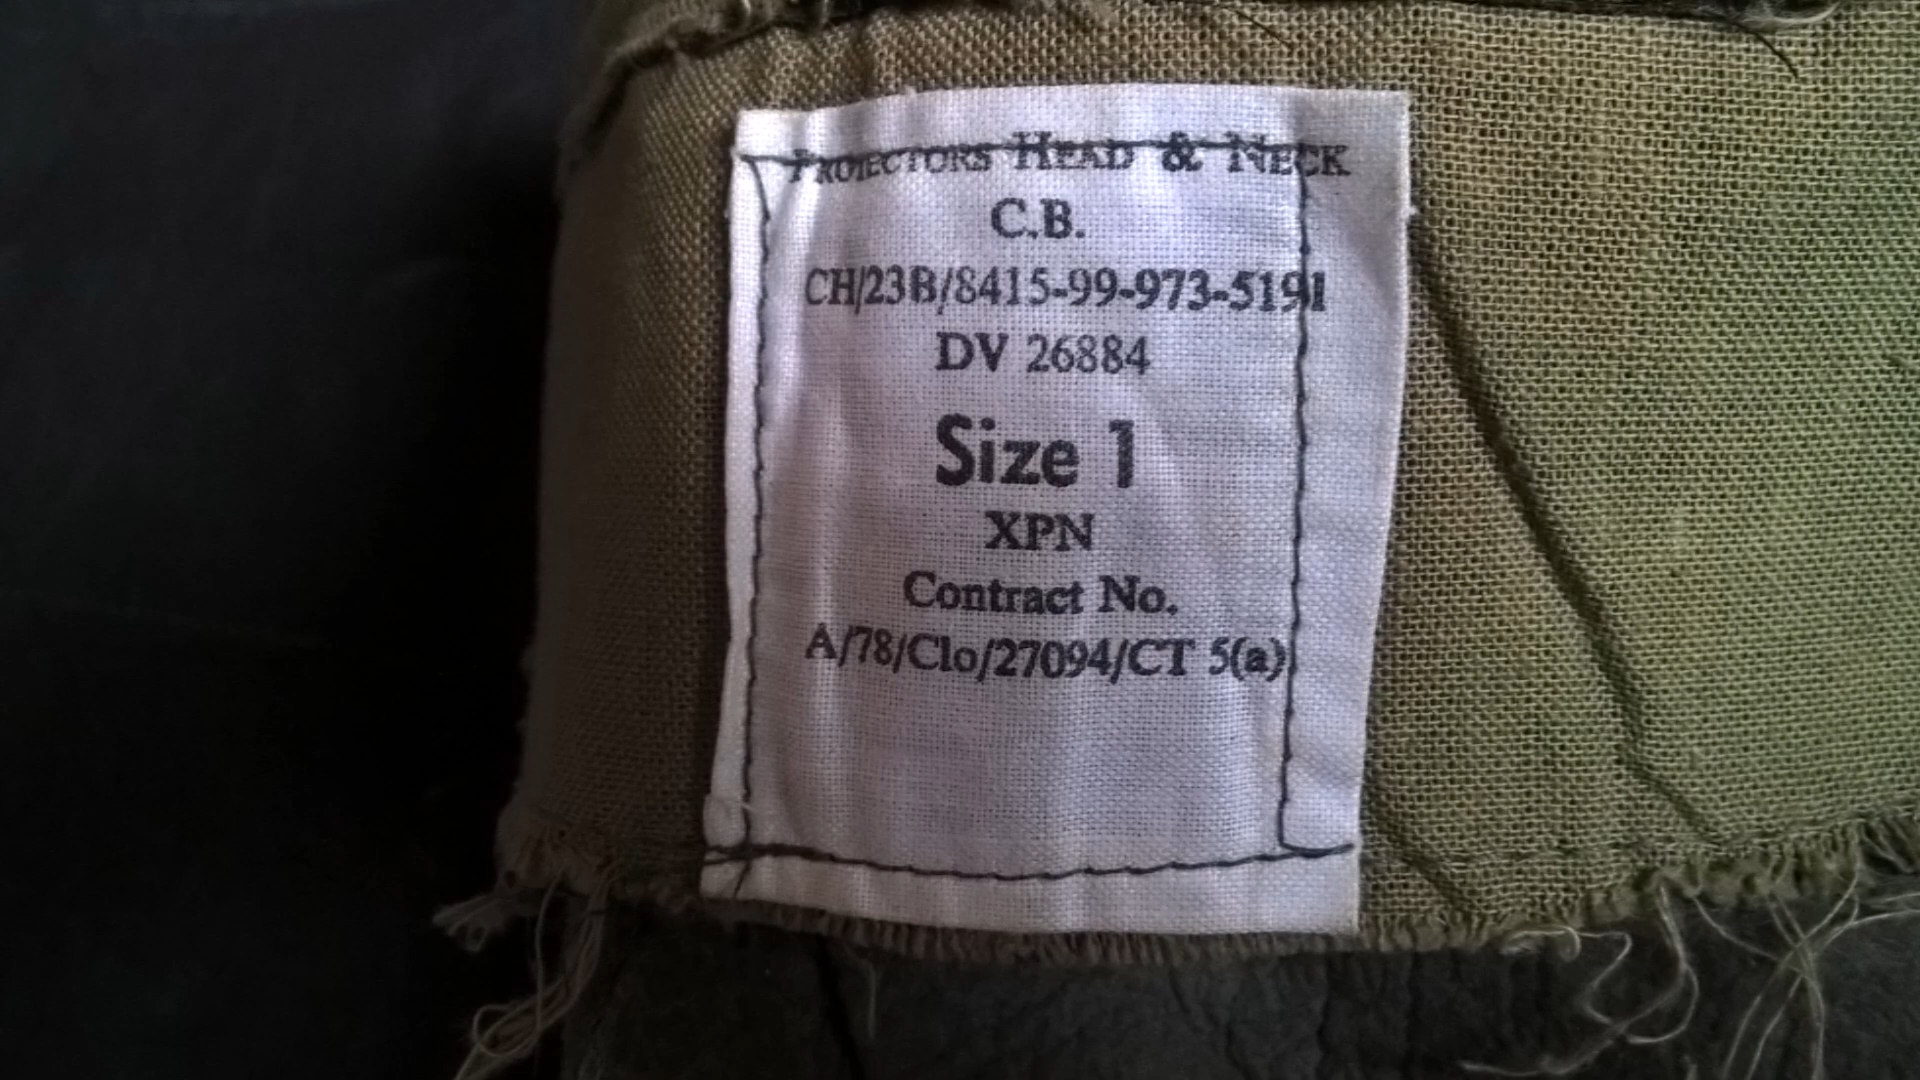 PROTECTORS HEAD & NECK
C.B.
CH/23B/8415-99-973-5191
DV 26884
Size 1
XPN
Contract No.
A/78/Clo/27094/CT 5(a)